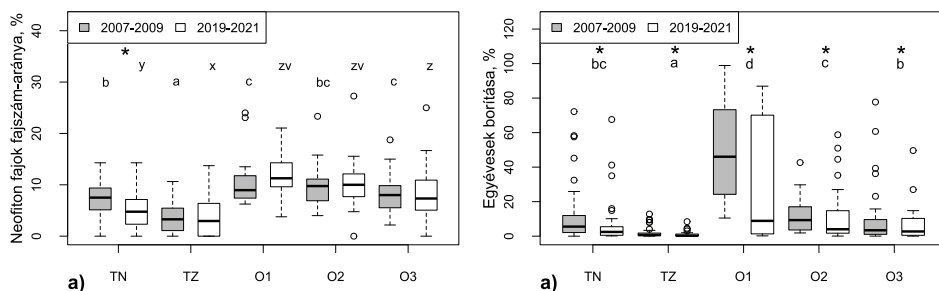 2007-2009 2019-2021
Neofiton fajok fajszám-aránya, %
40
30
20
10
0
*
b y a x c zv bc zv c z
TN TZ O1 O2 O3
a)
2007-2009 2019-2021
Egyévesek borítása, %
120
100
80
60
40
20
0
* * * * *
bc a d c b
TN TZ O1 O2 O3
a)